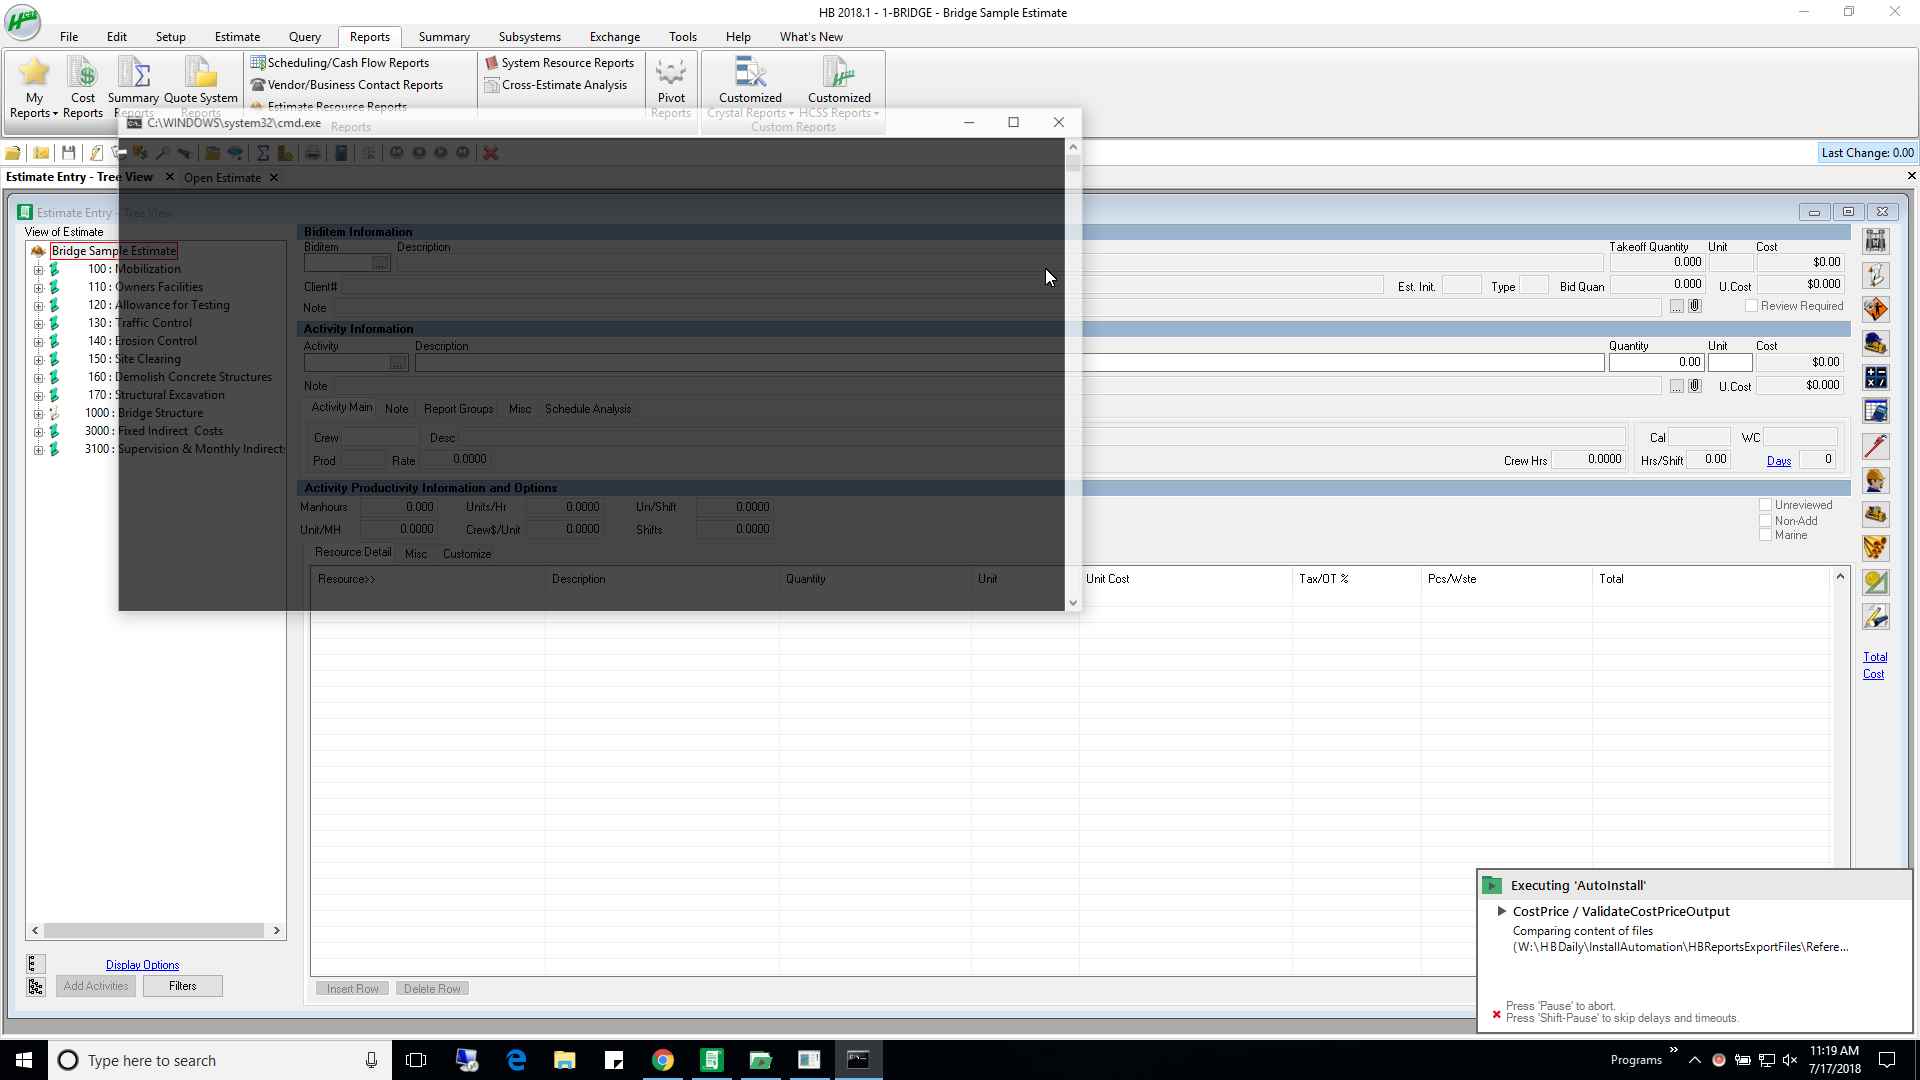 HB 2018.1 - 1-BRIDGE - Bridge Sample Estimate
File Edit Setup Estimate Query Reports Summary Subsystems Exchange Tools Help What's New
My Reports
Cost Reports
Summary Reports
Quote System Reports
Scheduling/Cash Flow Reports
Vendor/Business Contact Reports
Estimate Resource Reports
System Resource Reports
Cross-Estimate Analysis
Reports
Pivot Reports
Customized Crystal Reports
Customized HCSS Reports
Custom Reports
C:\WINDOWS\system32\cmd.exe
Last Change: 0.00
Estimate Entry - Tree View Open Estimate
Estimate Entry - Tree View
View of Estimate
Bridge Sample Estimate
100 : Mobilization
110 : Owners Facilities
120 : Allowance for Testing
130 : Traffic Control
140 : Erosion Control
150 : Site Clearing
160 : Demolish Concrete Structures
170 : Structural Excavation
1000 : Bridge Structure
3000 : Fixed Indirect Costs
3100 : Supervision & Monthly Indirect
Display Options
Add Activities Filters
Biditem Information
Biditem Description Takeoff Quantity Unit Cost
0.000 $0.00
Client# Est. Init. Type Bid Quan 0.000 U.Cost $0.000
Note ... Review Required
Activity Information
Activity Description Quantity Unit Cost
0.00 $0.00
Note ... U.Cost $0.000
Activity Main Note Report Groups Misc Schedule Analysis
Crew Desc Cal WC
Prod Rate 0.0000 Crew Hrs 0.0000 Hrs/Shift 0.00 Days 0
Activity Productivity Information and Options
Manhours 0.000 Units/Hr 0.0000 Un/Shift 0.0000 Unreviewed
Non-Add
Unit/MH 0.0000 Crew$/Unit 0.0000 Shifts 0.0000 Marine
Resource Detail Misc Customize
Resource>> Description Quantity Unit Unit Cost Tax/OT % Pcs/Wste Total
Total
Cost
Insert Row Delete Row
Executing 'AutoInstall'
CostPrice / ValidateCostPriceOutput
Comparing content of files
(W:\HBDaily\InstallAutomation\HBReportsExportFiles\Refere...
Press 'Pause' to abort.
Press 'Shift-Pause' to skip delays and timeouts.
Type here to search
Programs
11:19 AM
7/17/2018